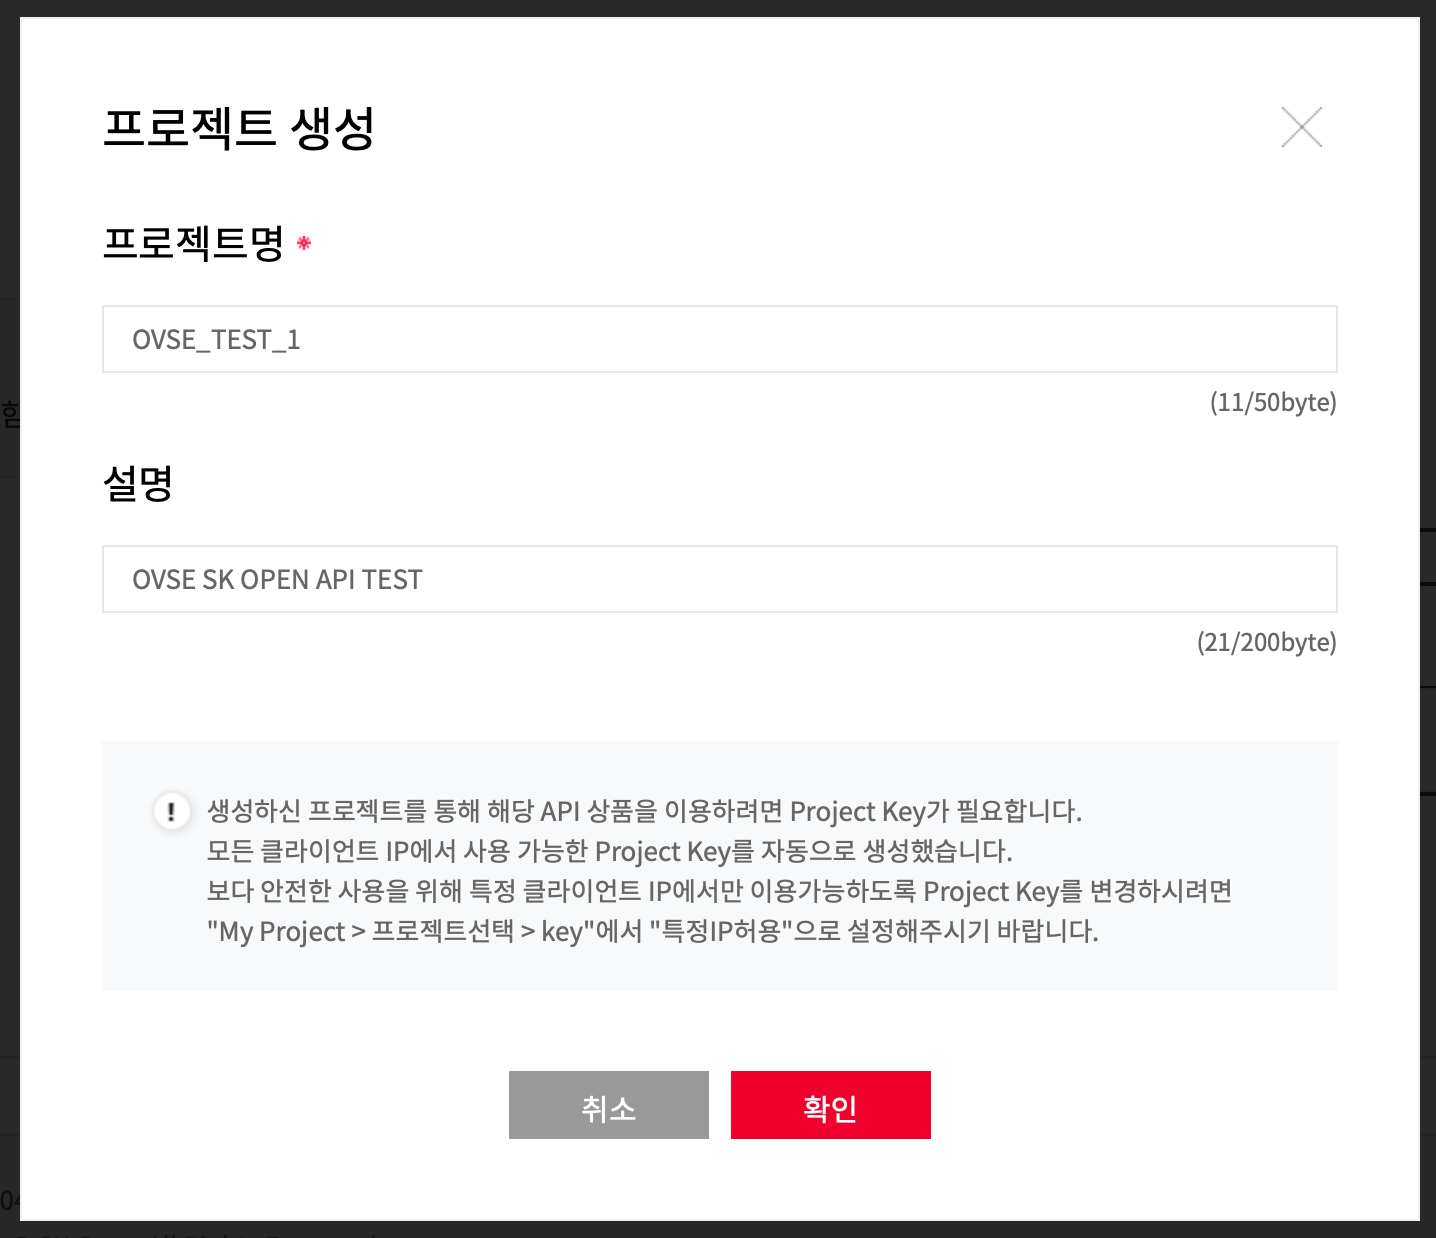 프로젝트 생성
프로젝트명 *
OVSE_TEST_1
(11/50byte)
설명
OVSE SK OPEN API TEST
(21/200byte)
! 생성하신 프로젝트를 통해 해당 API 상품을 이용하려면 Project Key가 필요합니다.
모든 클라이언트 IP에서 사용 가능한 Project Key를 자동으로 생성했습니다.
보다 안전한 사용을 위해 특정 클라이언트 IP에서만 이용가능하도록 Project Key를 변경하시려면
"My Project > 프로젝트선택 > key"에서 "특정IP허용"으로 설정해주시기 바랍니다.
취소 확인